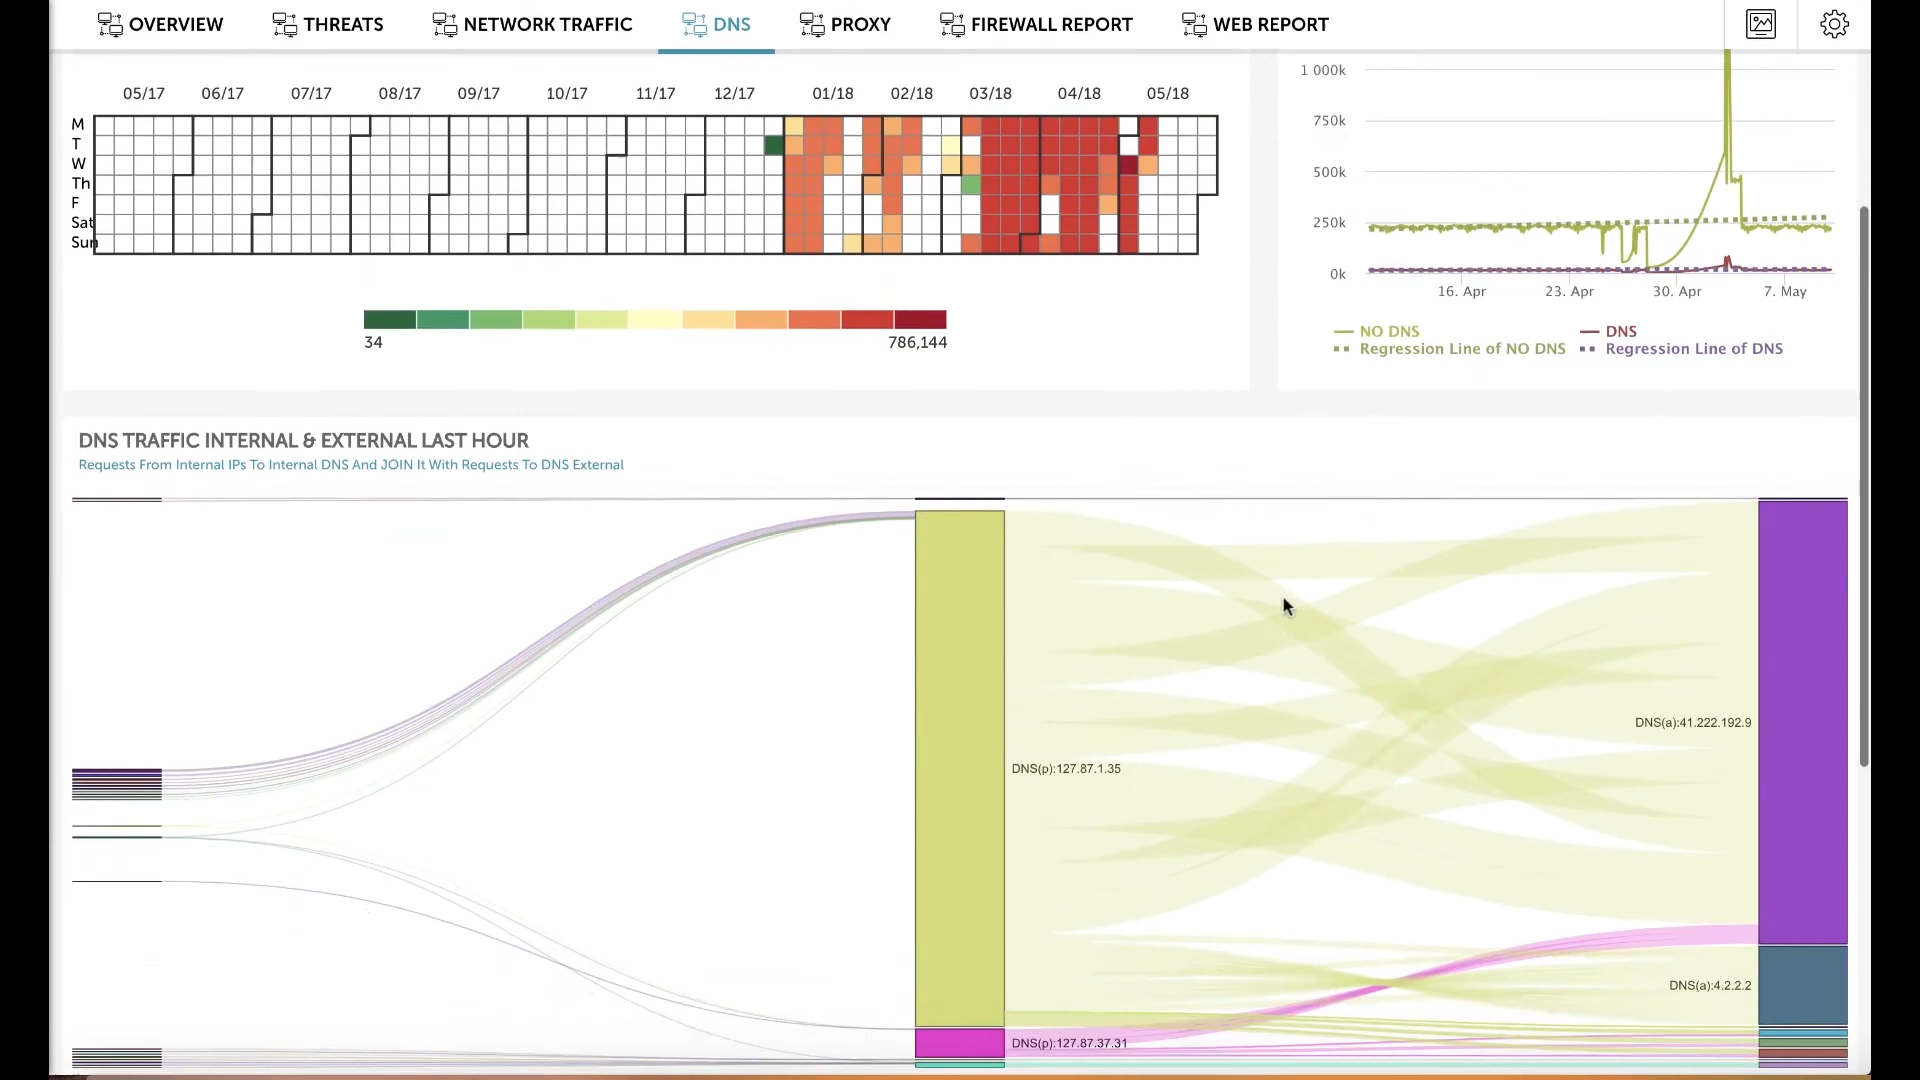 OVERVIEW THREATS NETWORK TRAFFIC DNS PROXY FIREWALL REPORT WEB REPORT
05/17 06/17 07/17 08/17 09/17 10/17 11/17 12/17 01/18 02/18 03/18 04/18 05/18
M
T
W
Th
F
Sat
Sun
34 786,144
1 000k
750k
500k
250k
0k
16. Apr 23. Apr 30. Apr 7. May
NO DNS DNS
Regression Line of NO DNS Regression Line of DNS
DNS TRAFFIC INTERNAL & EXTERNAL LAST HOUR
Requests From Internal IPs To Internal DNS And JOIN It With Requests To DNS External
DNS(a):41.222.192.9
DNS(p):127.87.1.35
DNS(a):4.2.2.2
DNS(p):127.87.37.31